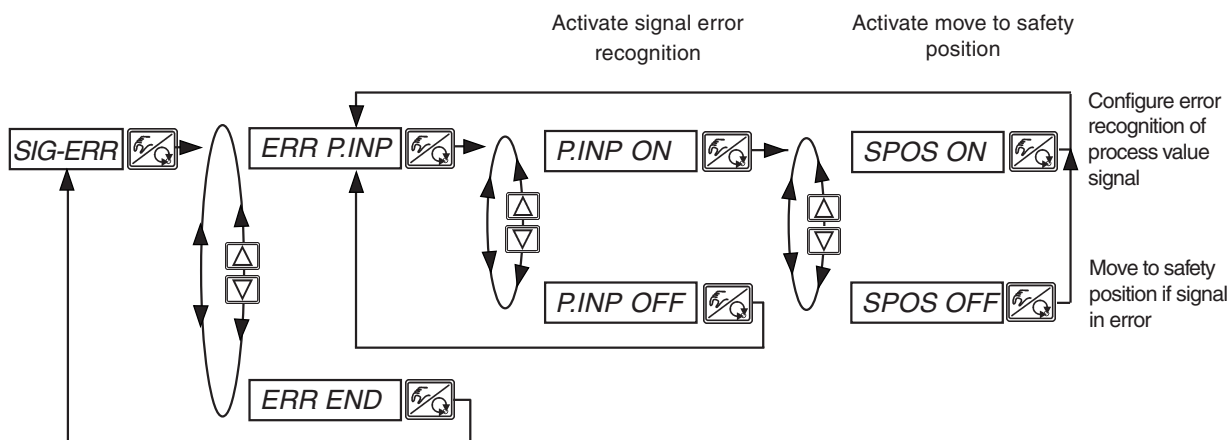 Activate signal error
recognition
Activate move to safety
position
SIG-ERR
ERR P.INP
P.INP ON
SPOS ON
Configure error
recognition of
process value
signal
P.INP OFF
SPOS OFF
Move to safety
position if signal
in error
ERR END